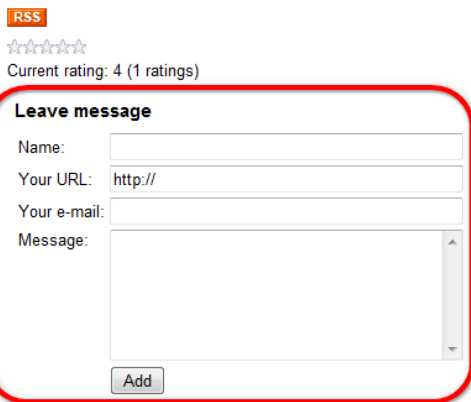 RSS
Current rating: 4 (1 ratings)
Leave message
Name:
Your URL: http://
Your e-mail:
Message:
Add